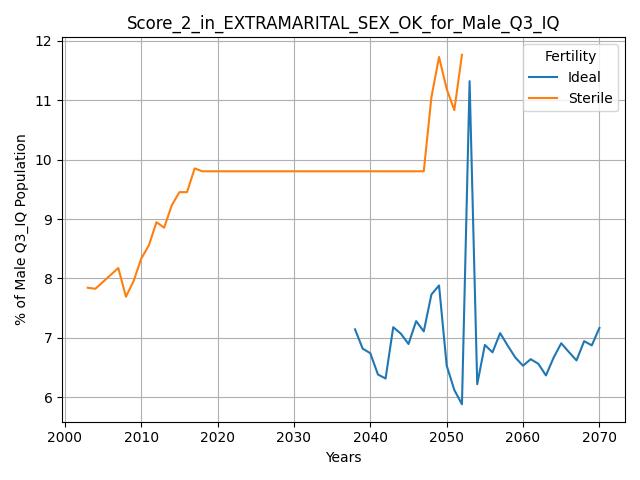 Score_2_in_EXTRAMARITAL_SEX_OK_for_Male_Q3_IQ
12
11
10
9
8
7
6
% of Male Q3_IQ Population
Fertility
Ideal
Sterile
2000 2010 2020 2030 2040 2050 2060 2070
Years